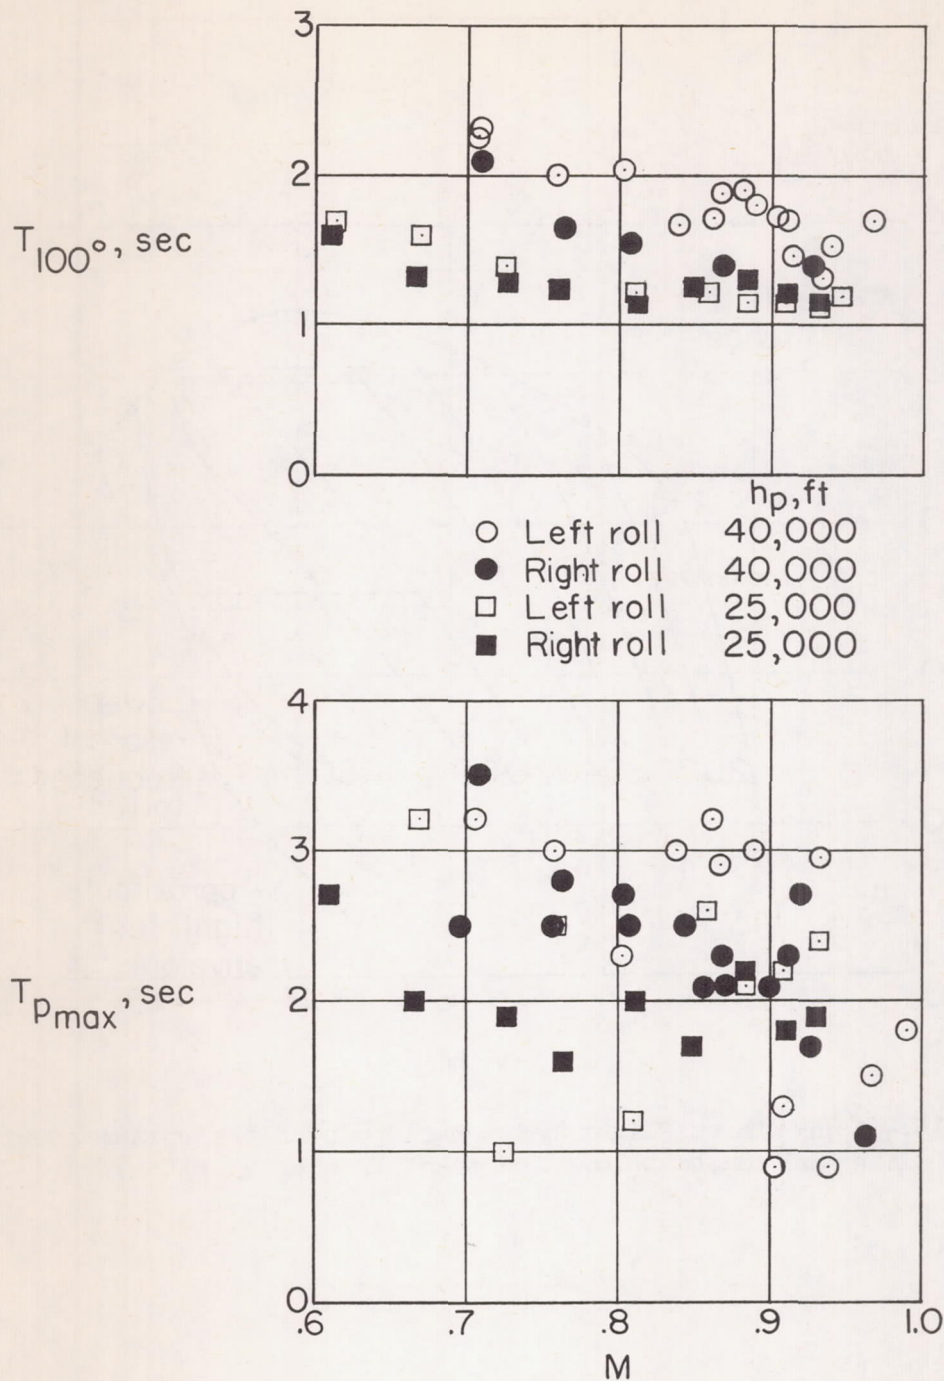 3
2
T100°, sec
1
0
hp, ft
Left roll 40,000
Right roll 40,000
Left roll 25,000
Right roll 25,000
4
3
Tpmax, sec
2
1
0
.6 .7 .8 .9 1.0
M